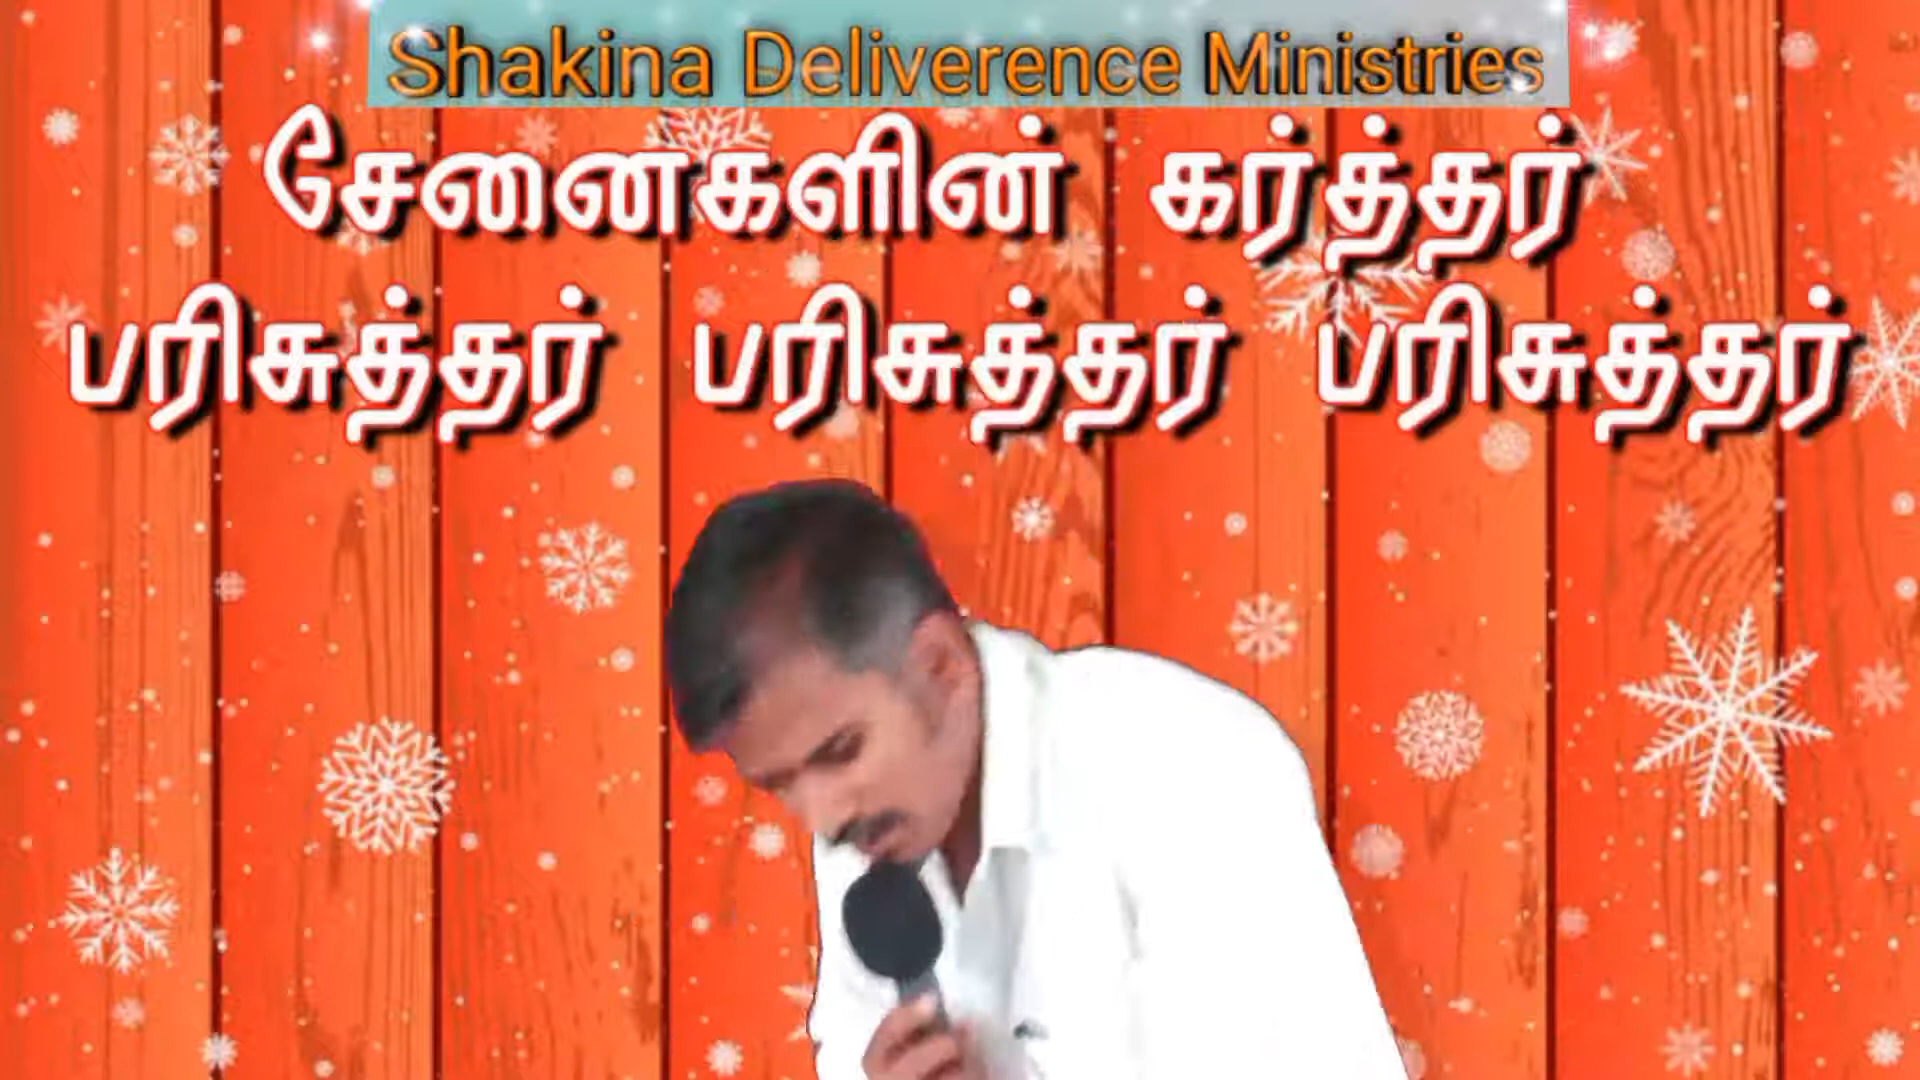 Shakina Deliverence Ministries
சேனைகளின் கர்த்தர்
பரிசுத்தர் பரிசுத்தர் பரிசுத்தர்